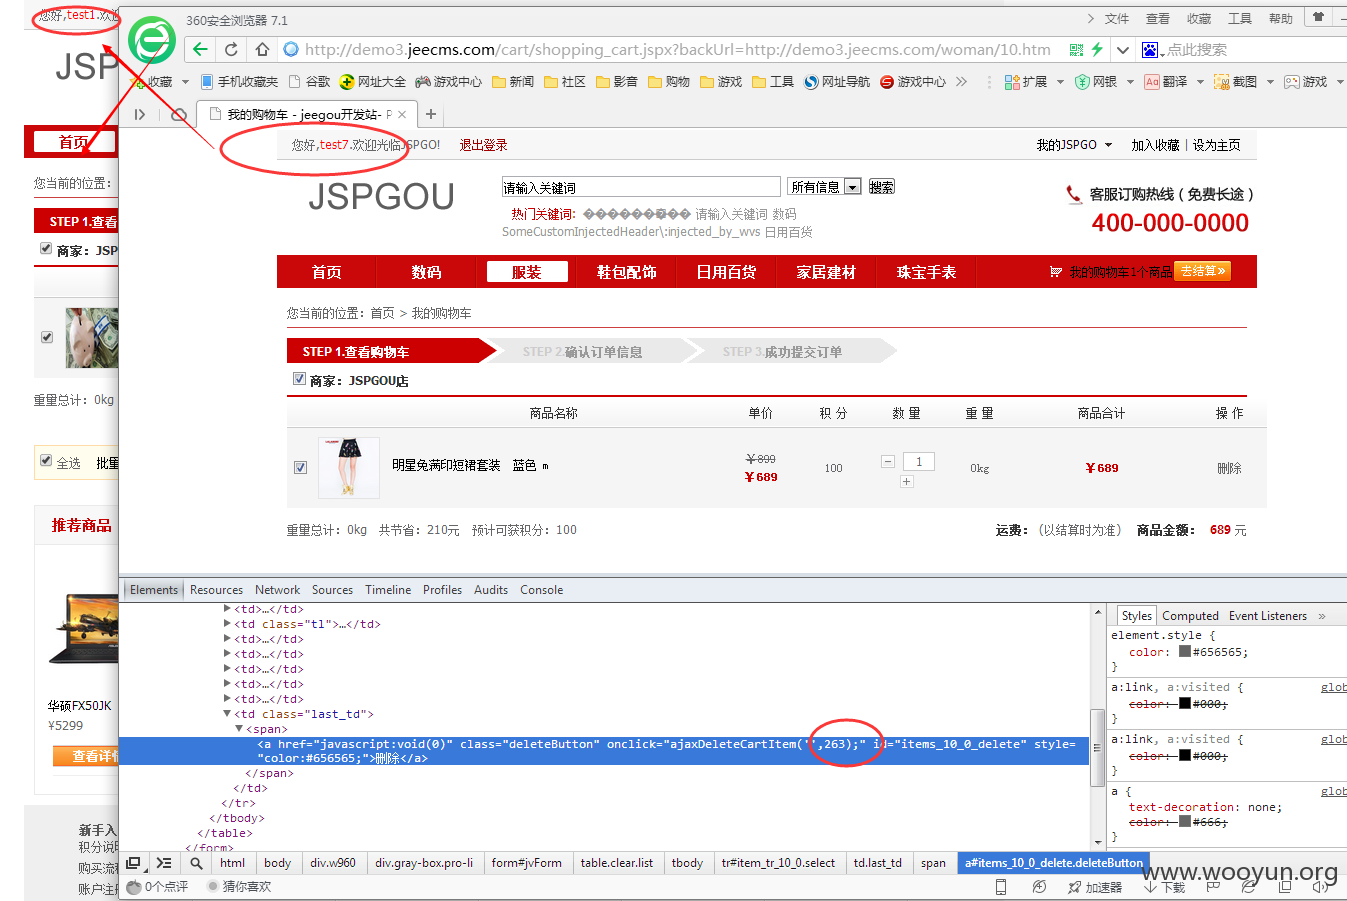 您好,test1.欢迎
360安全浏览器 7.1
文件 查看 收藏 工具 帮助
http://demo3.jeecms.com/cart/shopping_cart.jspx?backUrl=http://demo3.jeecms.com/woman/10.htm
点此搜索
收藏 手机收藏夹 谷歌 网址大全 游戏中心 新闻 社区 影音 购物 游戏 工具 网址导航 游戏中心 » 扩展 网银 翻译 截图 游戏
我的购物车 - jeegou开发站- P
JSP
首页
您当前的位置：
STEP 1.查看
商家：JSP
重量总计：0kg
全选 批量
推荐商品
华硕FX50JK
¥5299
查看详情
新手入
积分说明
购买流程
账户注册
您好,test7.欢迎光临JSPGO! 退出登录
我的JSPGO 加入收藏 | 设为主页
JSPGOU
请输入关键词 所有信息 搜索
热门关键词: ��������� 请输入关键词 数码
SomeCustomInjectedHeader\:injected_by_wvs 日用百货
客服订购热线（免费长途）
400-000-0000
首页 数码 服装 鞋包配饰 日用百货 家居建材 珠宝手表 我的购物车1个商品 去结算»
您当前的位置：首页 > 我的购物车
STEP 1.查看购物车 STEP 2.确认订单信息 STEP 3.成功提交订单
商家：JSPGOU店
商品名称 单价 积 分 数 量 重 量 商品合计 操 作
明星兔满印短裙套装 蓝色 m ￥899 ￥689 100 − 1 + 0kg ￥689 删除
重量总计：0kg 共节省：210元 预计可获积分：100 运费：（以结算时为准） 商品金额： 689 元
Elements Resources Network Sources Timeline Profiles Audits Console
<td>…</td>
<td class="tl">…</td>
<td>…</td>
<td>…</td>
<td>…</td>
<td>…</td>
<td>…</td>
<td class="last_td">
<span>
<a href="javascript:void(0)" class="deleteButton" onclick="ajaxDeleteCartItem('',263);" id="items_10_0_delete" style=
"color:#656565;">删除</a>
</span>
</td>
</tr>
</tbody>
</table>
</form>
Styles Computed Event Listeners »
element.style {
color: #656565;
}
a:link, a:visited { glob
color: #000;
}
a:link, a:visited { glob
color: #000;
}
a { glob
text-decoration: none;
color: #666;
}
html body div.w960 div.gray-box.pro-li form#jvForm table.clear.list tbody tr#item_tr_10_0.select td.last_td span a#items_10_0_delete.deleteButton
0个点评 猜你喜欢 加速器 下载
www.wooyun.org